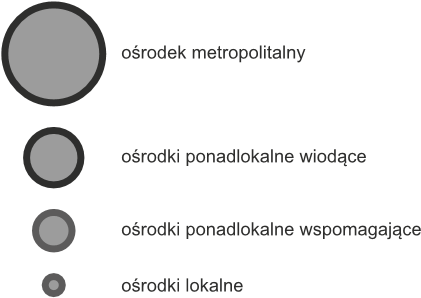 ośrodek metropolitalny
ośrodki ponadlokalne wiodące
ośrodki ponadlokalne wspomagające
ośrodki lokalne